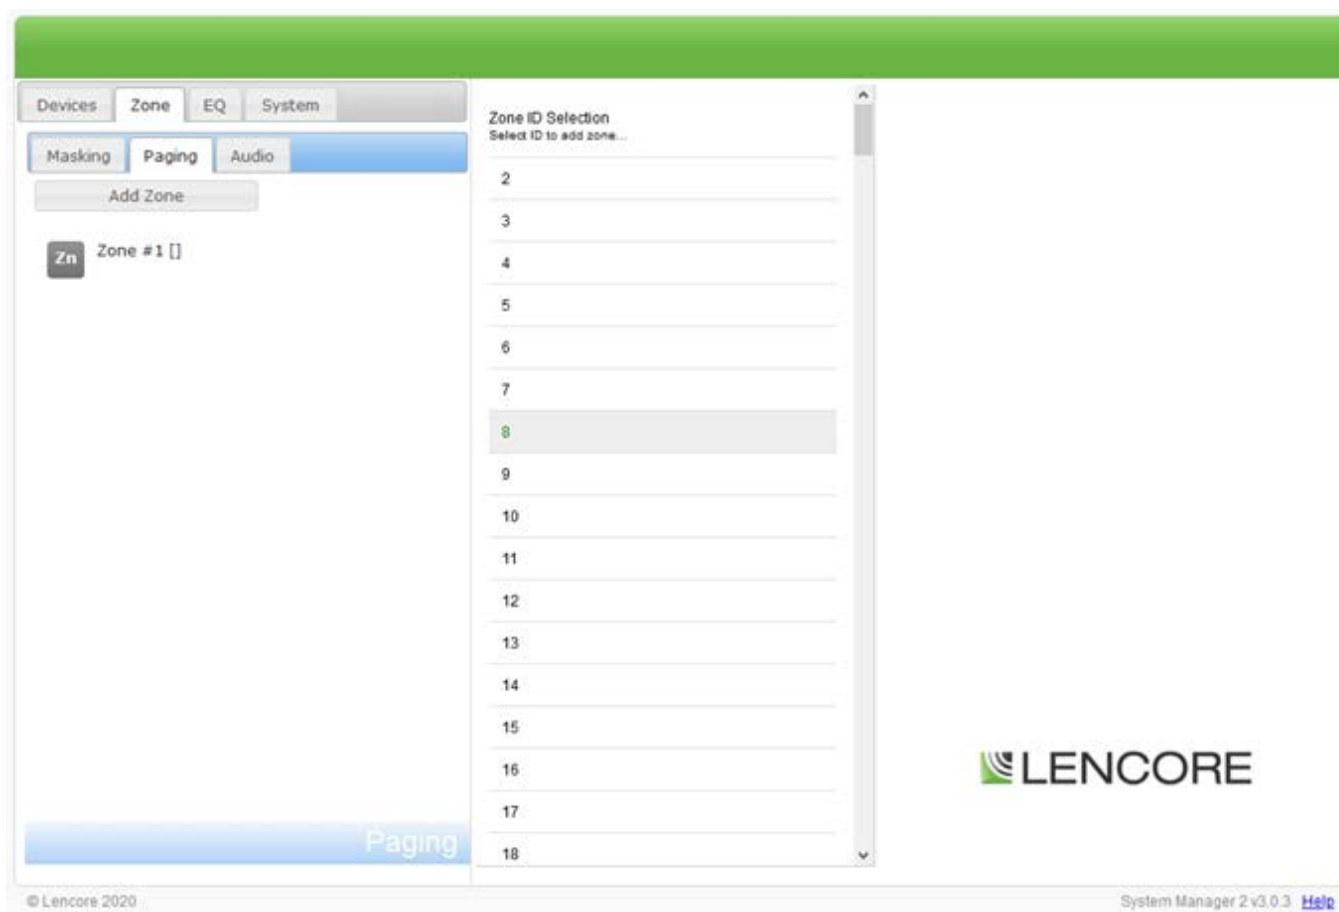 Devices Zone EQ System
Masking Paging Audio
Add Zone
Zn Zone #1 []
Paging
Zone ID Selection
Select ID to add zone...
2
3
4
5
6
7
8
9
10
11
12
13
14
15
16
17
18
LENCORE
© Lencore 2020
System Manager 2 v3.0.3 Help